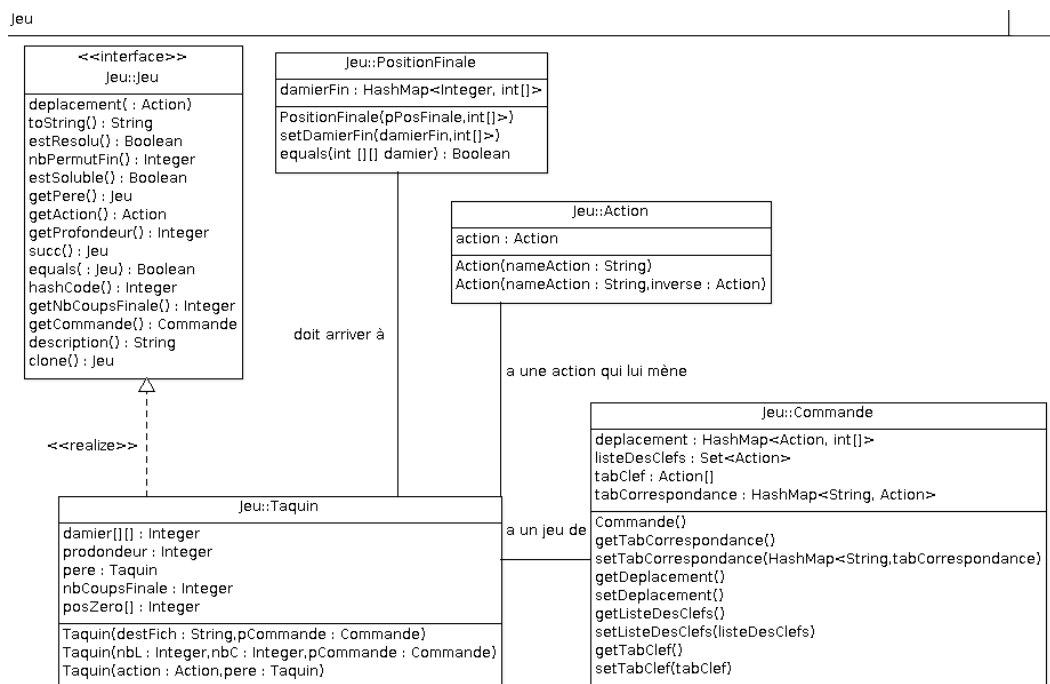 Jeu
<<interface>>
Jeu::Jeu
deplacement( : Action)
toString() : String
estResolu() : Boolean
nbPermutFin() : Integer
estSoluble() : Boolean
getPere() : Jeu
getAction() : Action
getProfondeur() : Integer
succ() : Jeu
equals( : Jeu) : Boolean
hashCode() : Integer
getNbCoupsFinale() : Integer
getCommande() : Commande
description() : String
clone() : Jeu
Jeu::PositionFinale
damierFin : HashMap<Integer, int[]>
PositionFinale(pPosFinale,int[]>)
setDamierFin(damierFin,int[]>)
equals(int [][] damier) : Boolean
Jeu::Action
action : Action
Action(nameAction : String)
Action(nameAction : String,inverse : Action)
doit arriver à
a une action qui lui mène
<<realize>>
Jeu::Commande
deplacement : HashMap<Action, int[]>
listeDesClefs : Set<Action>
tabClef : Action[]
tabCorrespondance : HashMap<String, Action>
Commande()
getTabCorrespondance()
setTabCorrespondance(HashMap<String,tabCorrespondance)
getDeplacement()
setDeplacement()
getListeDesClefs()
setListeDesClefs(listeDesClefs)
getTabClef()
setTabClef(tabClef)
a un jeu de
Jeu::Taquin
damier[][] : Integer
prodondeur : Integer
pere : Taquin
nbCoupsFinale : Integer
posZero[] : Integer
Taquin(destFich : String,pCommande : Commande)
Taquin(nbL : Integer,nbC : Integer,pCommande : Commande)
Taquin(action : Action,pere : Taquin)